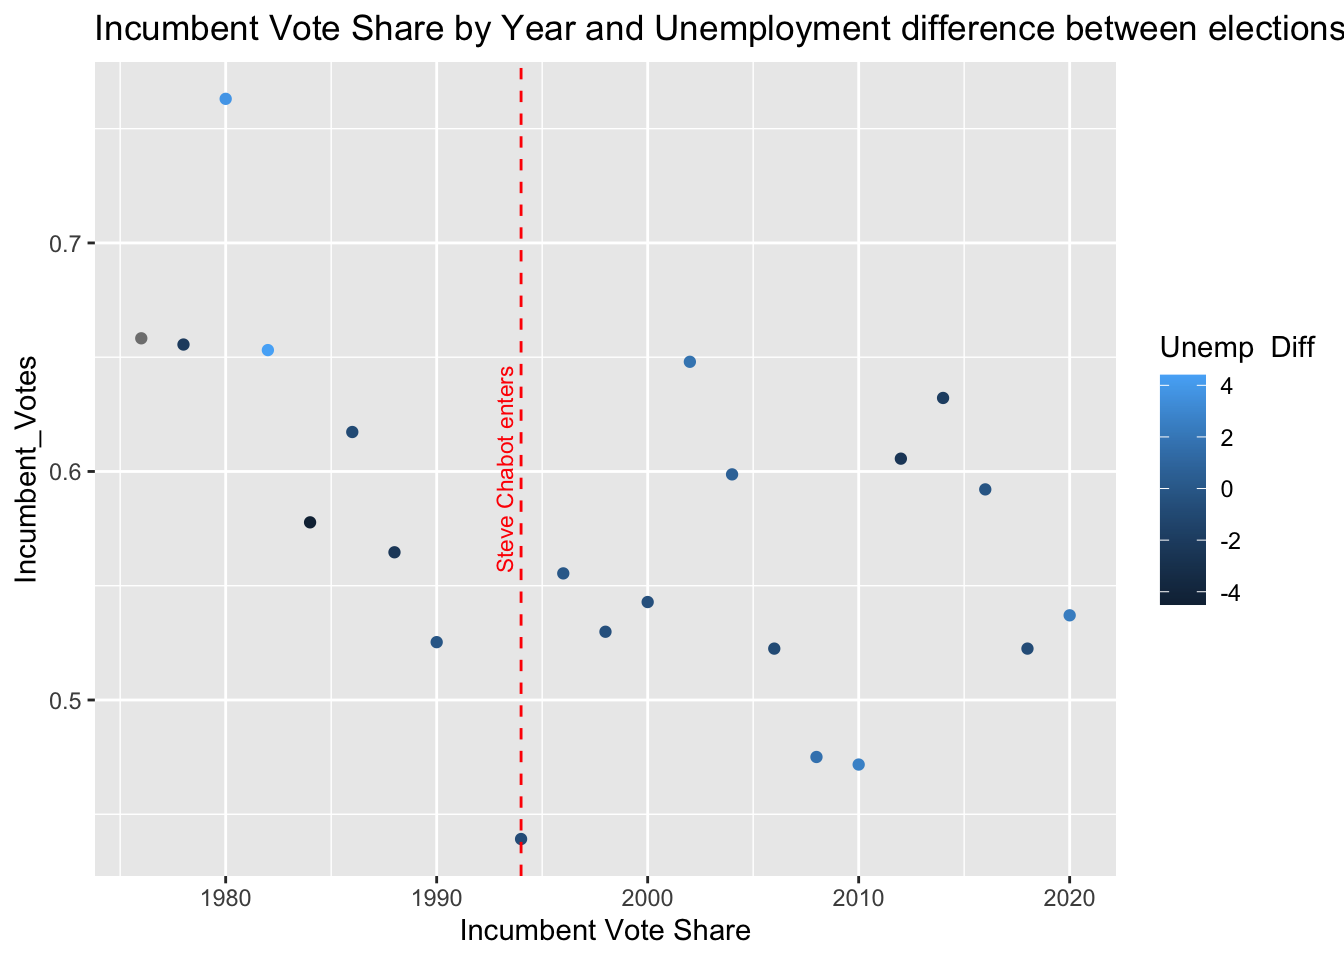 Incumbent Vote Share by Year and Unemployment difference between elections
0.7
0.6
0.5
Incumbent_Votes
Steve Chabot enters
1980 1990 2000 2010 2020
Incumbent Vote Share
Unemp Diff
4
2
0
-2
-4